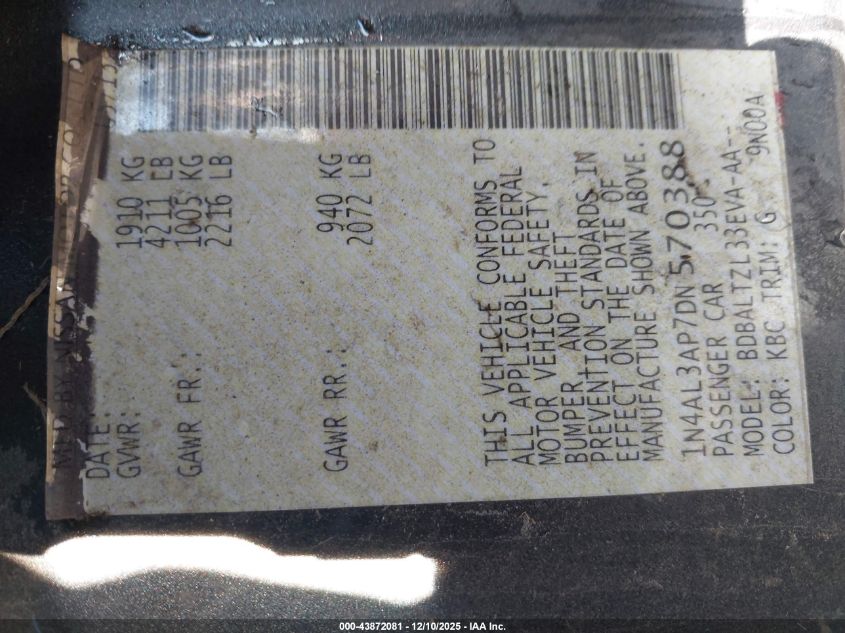 MFD BY NISSAN
DATE:
GVWR: 1910 KG
4211 LB
GAWR FR.: 1005 KG
2216 LB
GAWR RR.: 940 KG
2072 LB
THIS VEHICLE CONFORMS TO
ALL APPLICABLE FEDERAL
MOTOR VEHICLE SAFETY,
BUMPER, AND THEFT
PREVENTION STANDARDS IN
EFFECT ON THE DATE OF
MANUFACTURE SHOWN ABOVE.
1N4AL3AP7DN570388
PASSENGER CAR 350
MODEL: BDBALTZL33EVA-AA--
COLOR: KBC TRIM: G 9N00A
000-43872081 - 12/10/2025 - IAA Inc.